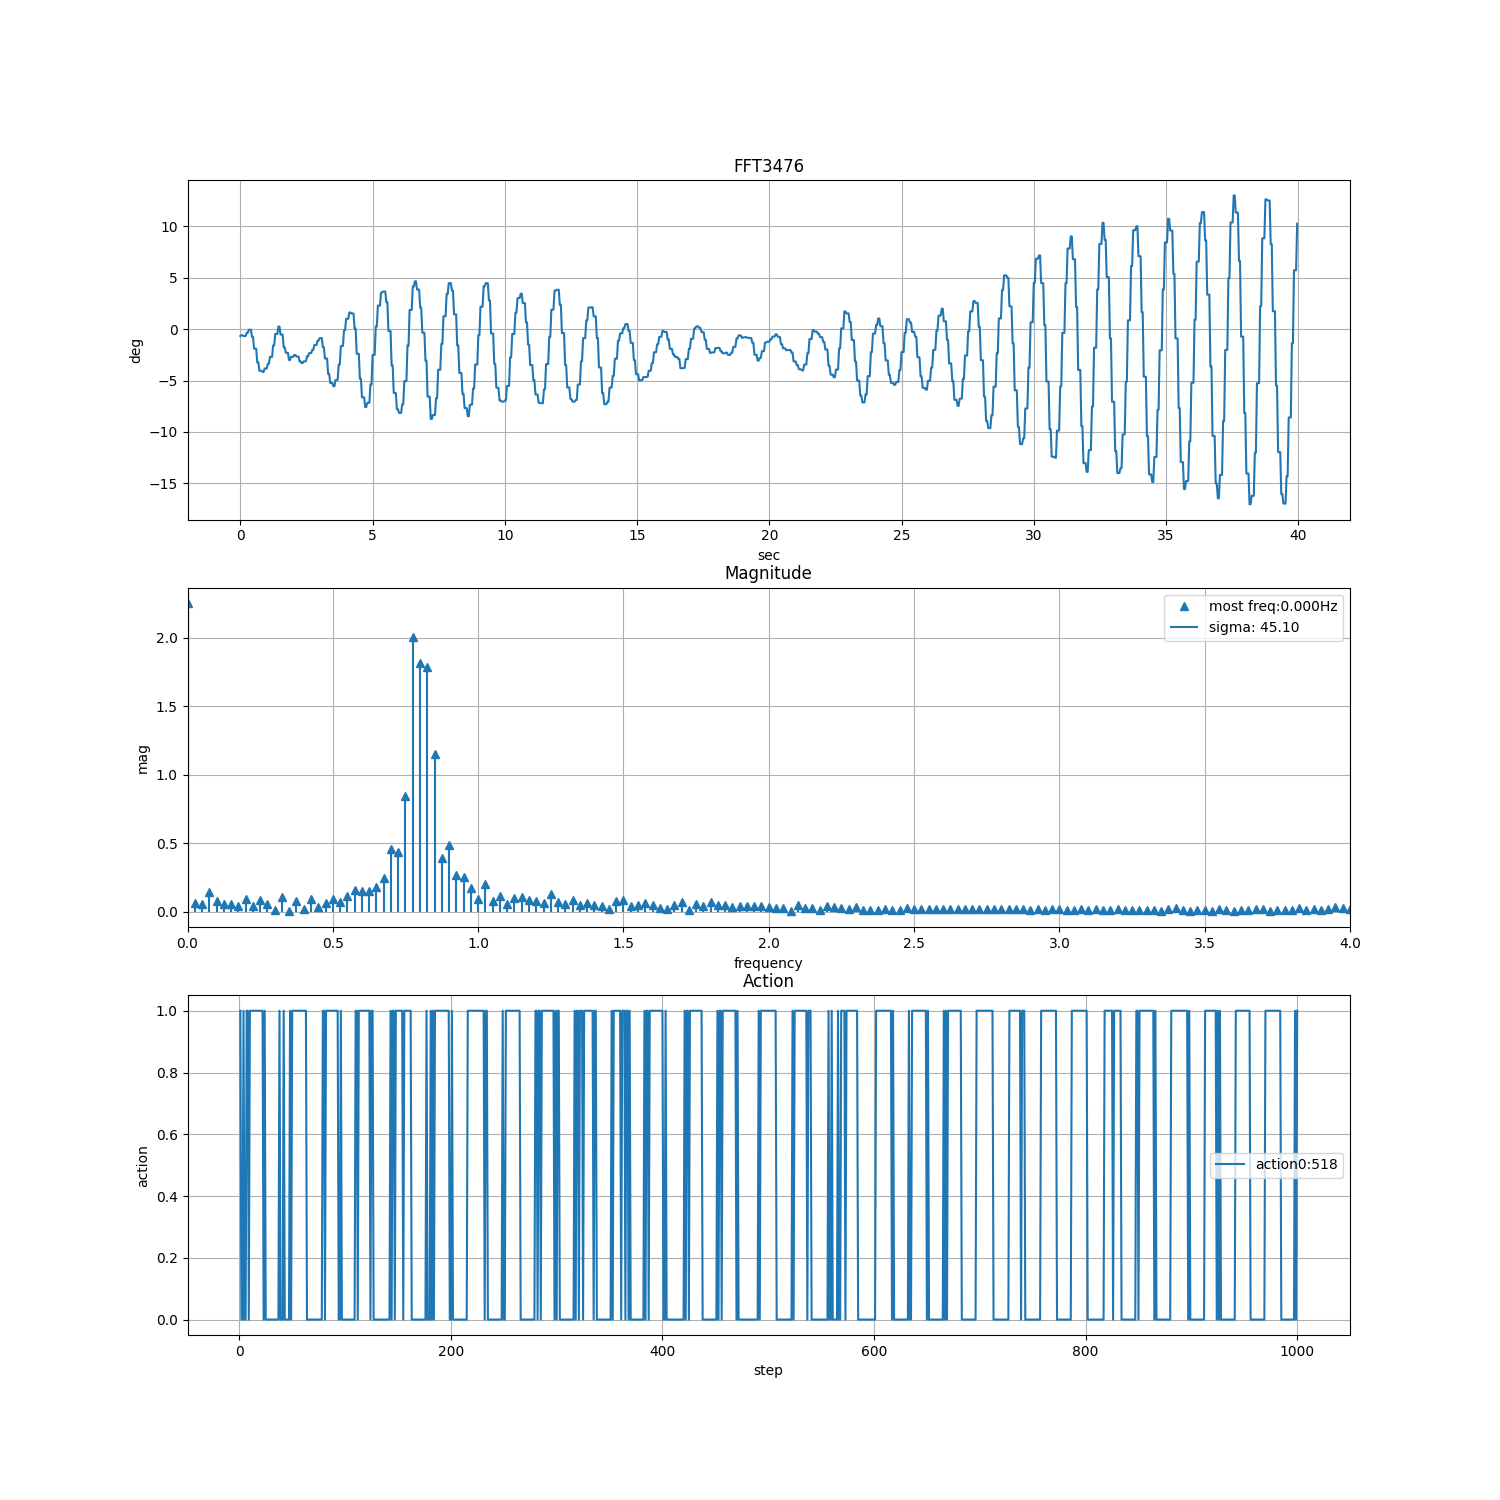 FFT3476
10
5
0
−5
−10
−15
deg
0 5 10 15 20 25 30 35 40
sec
Magnitude
most freq:0.000Hz
sigma: 45.10
2.0
1.5
1.0
0.5
0.0
mag
0.0 0.5 1.0 1.5 2.0 2.5 3.0 3.5 4.0
frequency
Action
1.0
0.8
0.6
0.4
0.2
0.0
action
action0:518
0 200 400 600 800 1000
step